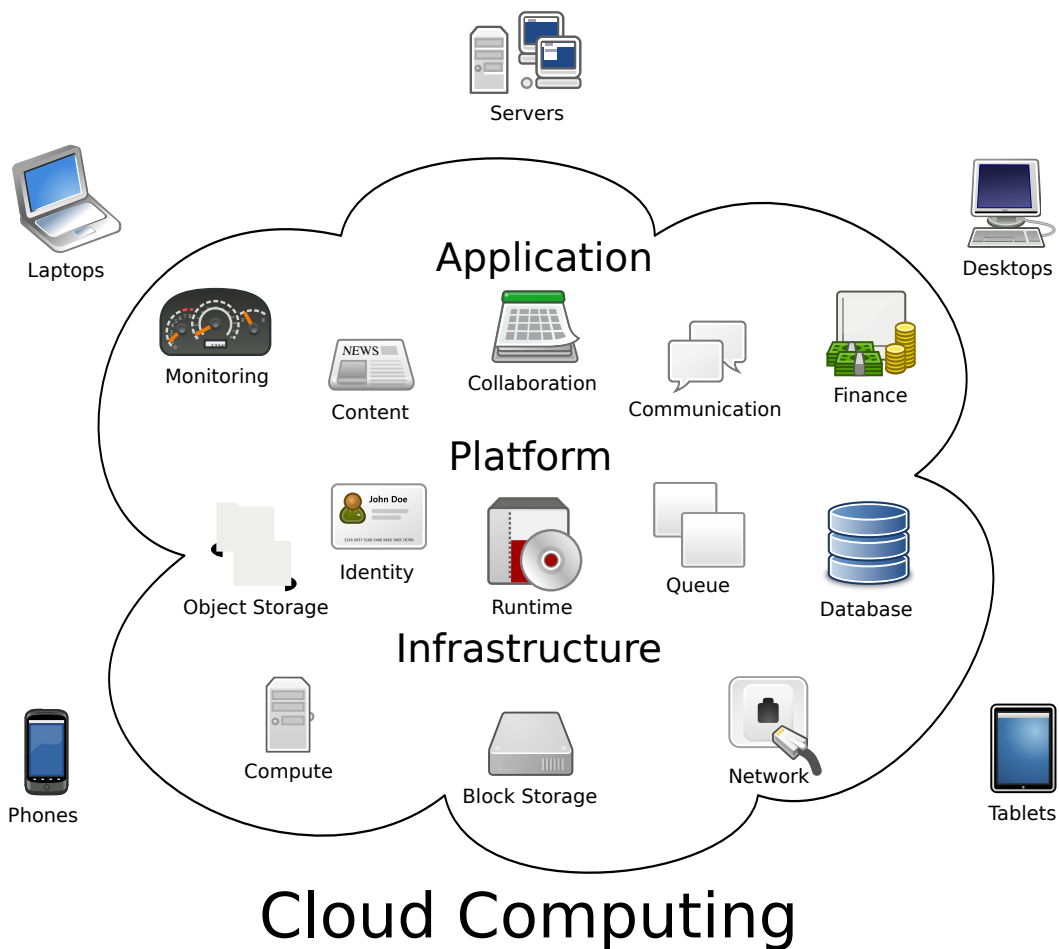 Servers
Laptops
Desktops
Application
Monitoring
NEWS
Content
Collaboration
Communication
Finance
Platform
Object Storage
John Doe
Identity
Runtime
Queue
Database
Infrastructure
Compute
Block Storage
Network
Phones
Tablets
Cloud Computing